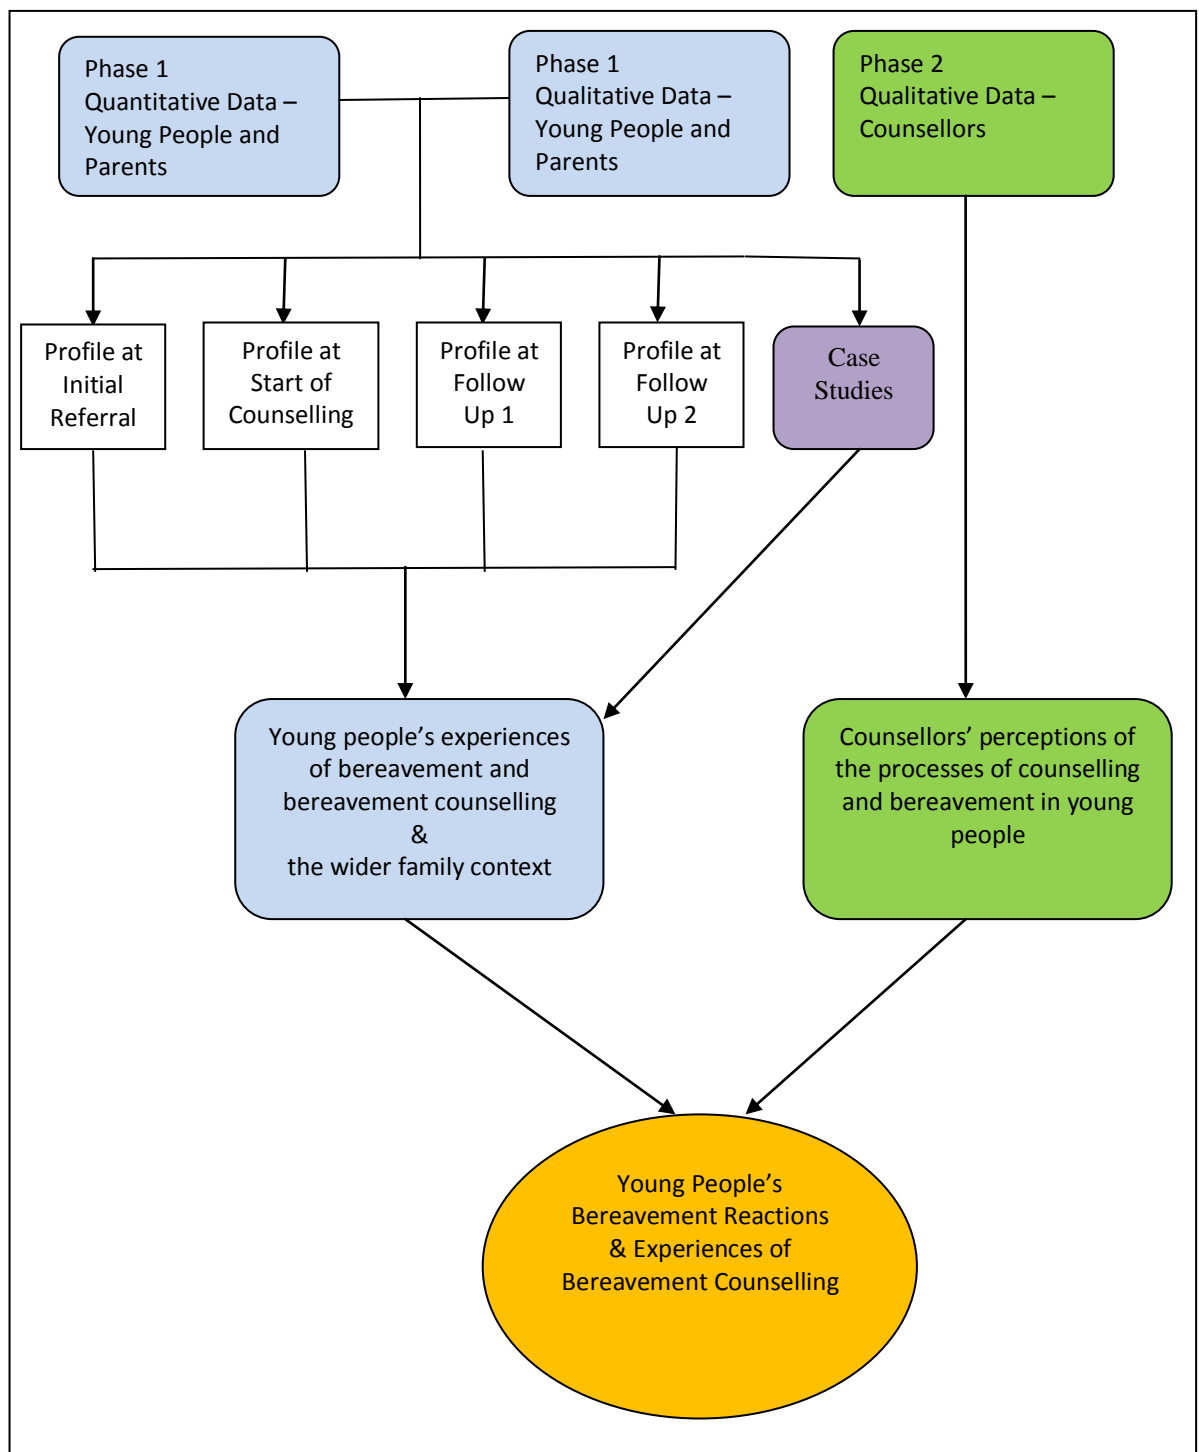 Phase 1
Quantitative Data –
Young People and
Parents
Phase 1
Qualitative Data –
Young People and
Parents
Phase 2
Qualitative Data –
Counsellors
Profile at
Initial
Referral
Profile at
Start of
Counselling
Profile at
Follow
Up 1
Profile at
Follow
Up 2
Case
Studies
Young people’s experiences
of bereavement and
bereavement counselling
&
the wider family context
Counsellors’ perceptions of
the processes of counselling
and bereavement in young
people
Young People’s
Bereavement Reactions
& Experiences of
Bereavement Counselling